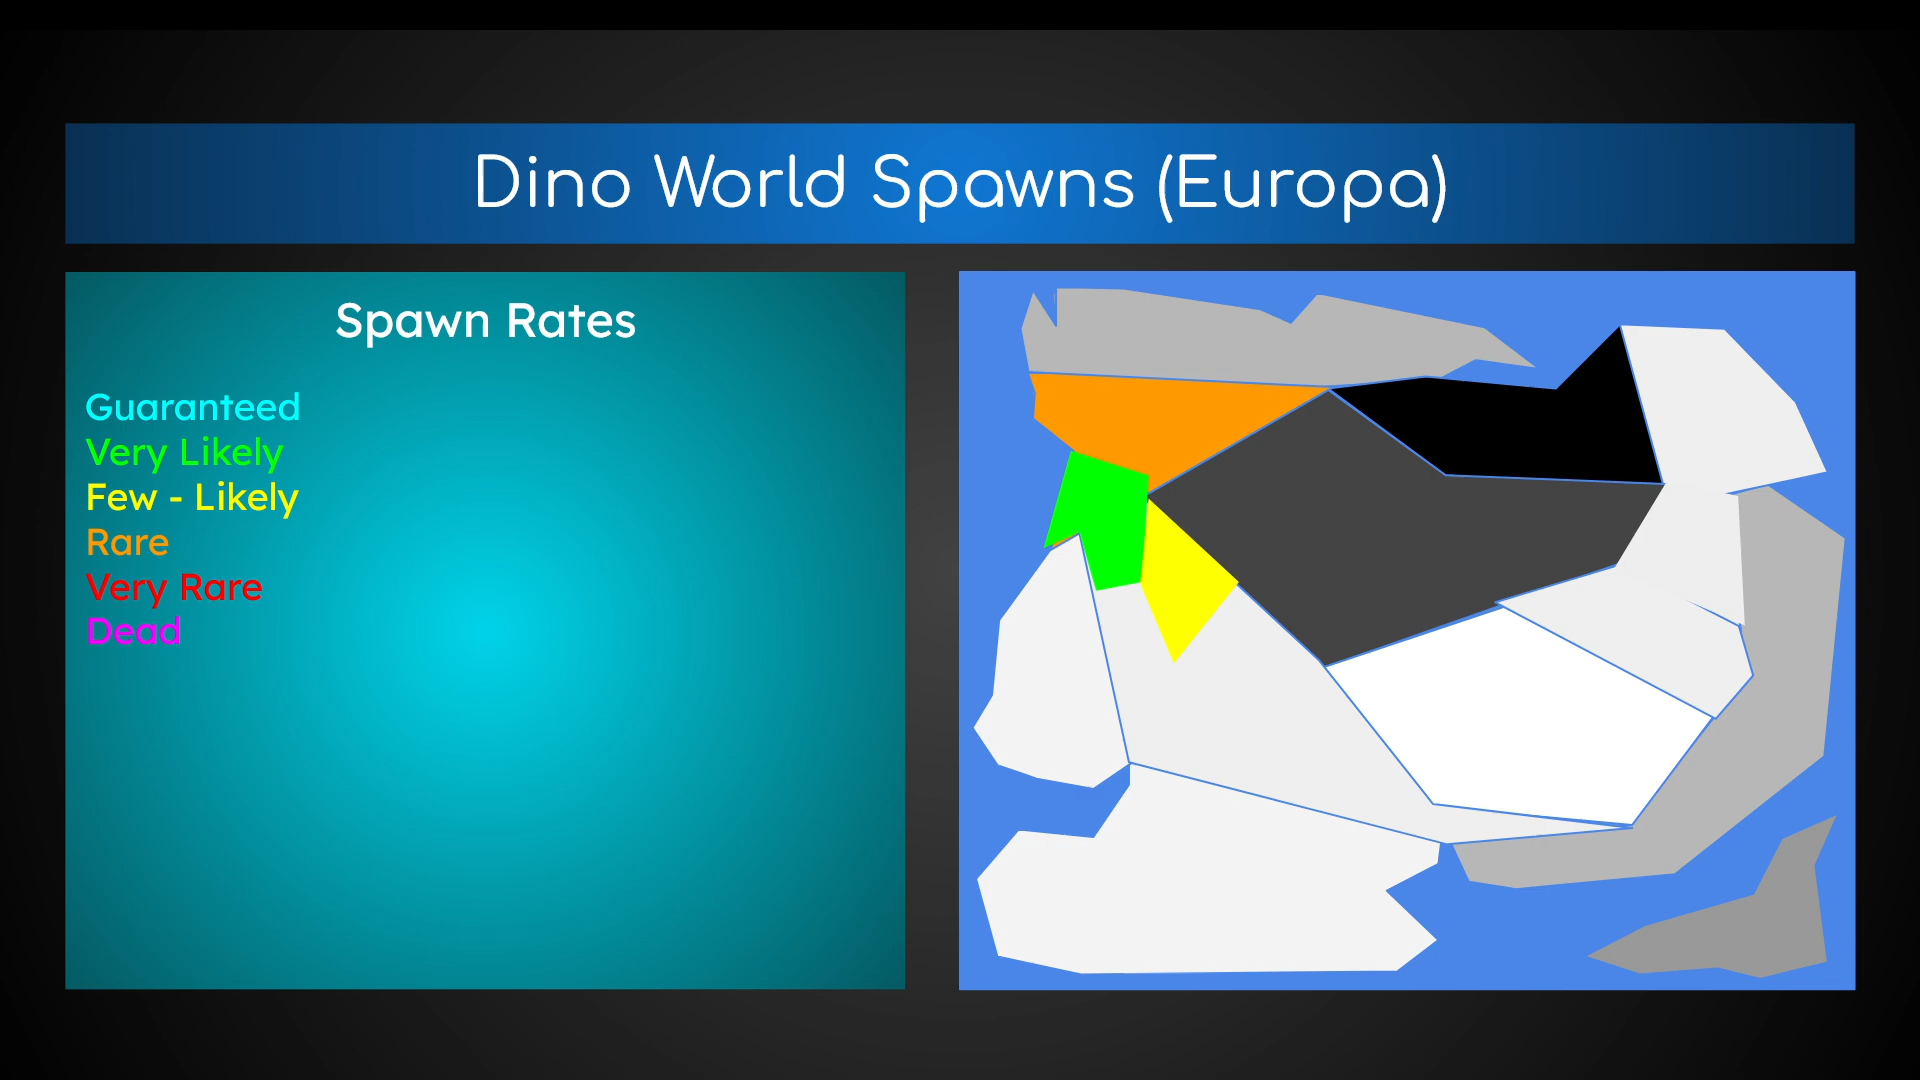 Dino World Spawns (Europa)
Spawn Rates
Guaranteed
Very Likely
Few - Likely
Rare
Very Rare
Dead